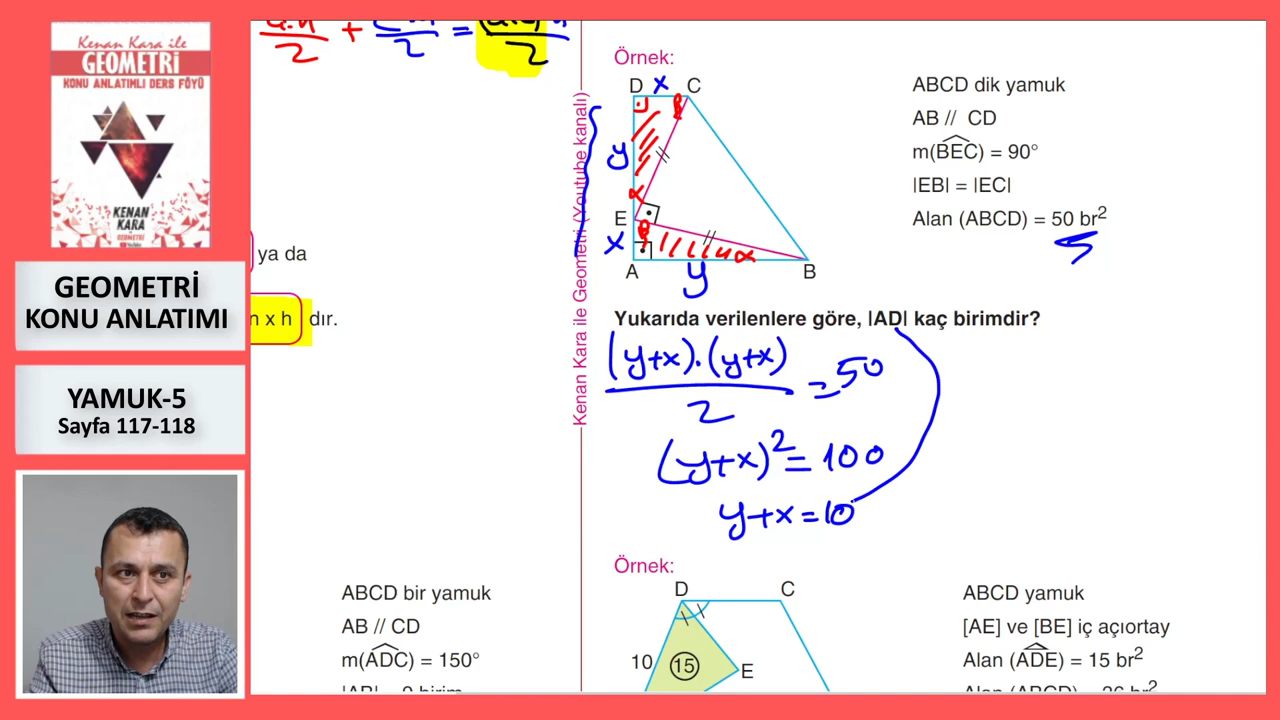 Kenan Kara ile
GEOMETRİ
KONU ANLATIMLI DERS FÖYÜ
KENAN
KARA
GEOMETRİ KONU ANLATIMI
YAMUK-5
Sayfa 117-118
2 + 2 = 2
ya da
n x h dır.
Kenan Kara ile Geometri (Youtube kanalı)
Örnek:
D x C
y
α
E
x
A y B
α
ABCD dik yamuk
AB // CD
m(BEC) = 90°
|EB| = |EC|
Alan (ABCD) = 50 br²
Yukarıda verilenlere göre, |AD| kaç birimdir?
(y+x).(y+x)
2
=50
(y+x)²=100
y+x=10
ABCD bir yamuk
AB // CD
m(ADC) = 150°
Örnek:
D C
10 15 E
ABCD yamuk
[AE] ve [BE] iç açıortay
Alan (ADE) = 15 br²